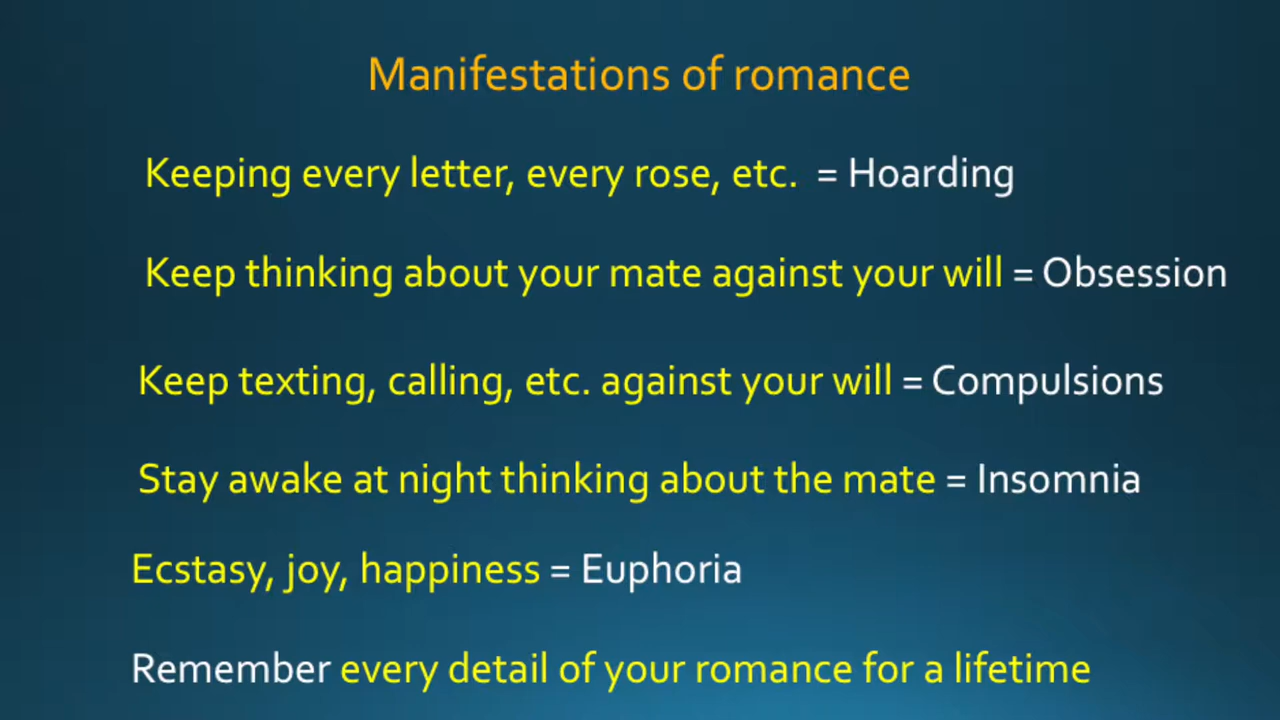 Manifestations of romance
Keeping every letter, every rose, etc. = Hoarding
Keep thinking about your mate against your will = Obsession
Keep texting, calling, etc. against your will = Compulsions
Stay awake at night thinking about the mate = Insomnia
Ecstasy, joy, happiness = Euphoria
Remember every detail of your romance for a lifetime